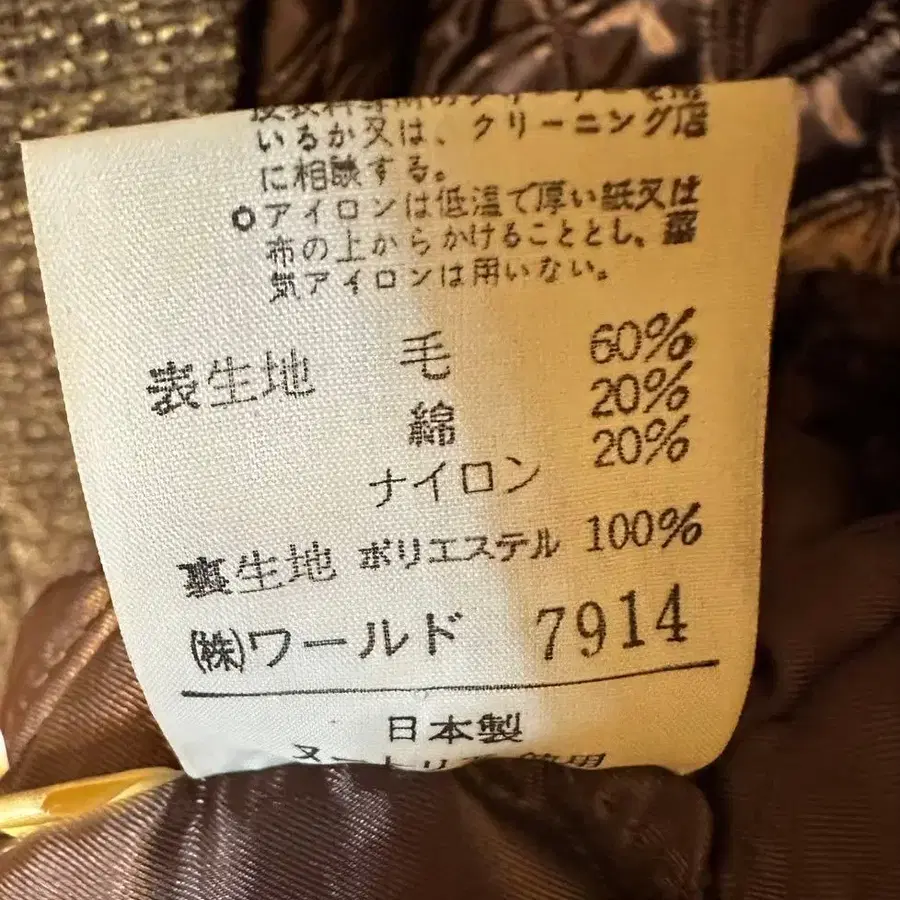 いるか又は、クリーニング店
に相談する。
アイロンは低温で厚い紙又は
布の上からかけることとし、蒸
気アイロンは用いない。
表生地 毛 60%
綿 20%
ナイロン 20%
裏生地 ポリエステル 100%
㈱ワールド 7914
日本製